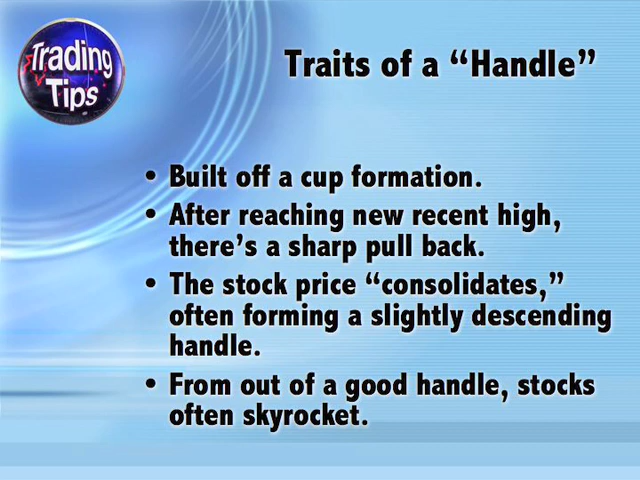 Trading
Tips
Traits of a “Handle”
• Built off a cup formation.
• After reaching new recent high,
there’s a sharp pull back.
• The stock price “consolidates,”
often forming a slightly descending
handle.
• From out of a good handle, stocks
often skyrocket.